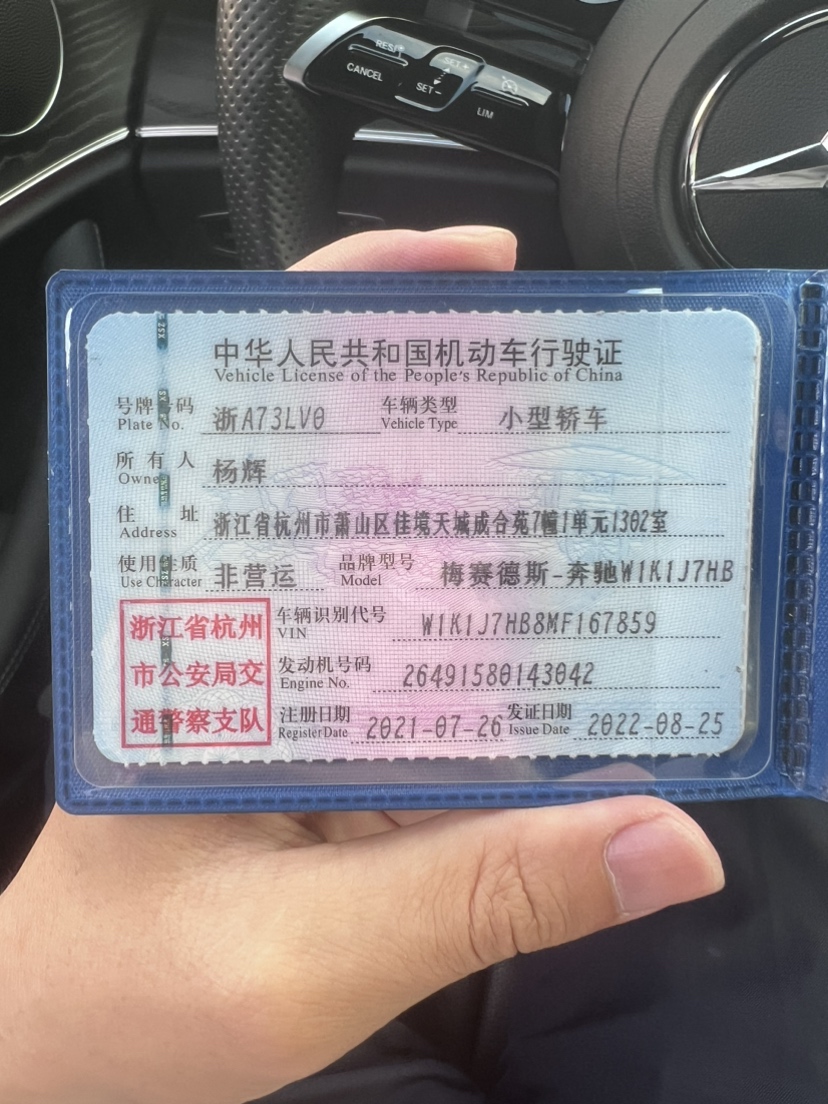 RES/+
SET+
CANCEL
SET-
LIM
中华人民共和国机动车行驶证
Vehicle License of the People's Republic of China
号牌号码 浙A73LV0 车辆类型 小型轿车
Plate No. Vehicle Type
所有人 杨辉
Owner
住址 浙江省杭州市萧山区佳境天城成合苑7幢1单元1302室
Address
使用性质 非营运 品牌型号 梅赛德斯-奔驰W1K1J7HB
Use Character Model
浙江省杭州 车辆识别代号 W1K1J7HB8MF167859
VIN
市公安局交 发动机号码 26491580143042
Engine No.
通警察支队 注册日期 2021-07-26 发证日期 2022-08-25
Register Date Issue Date